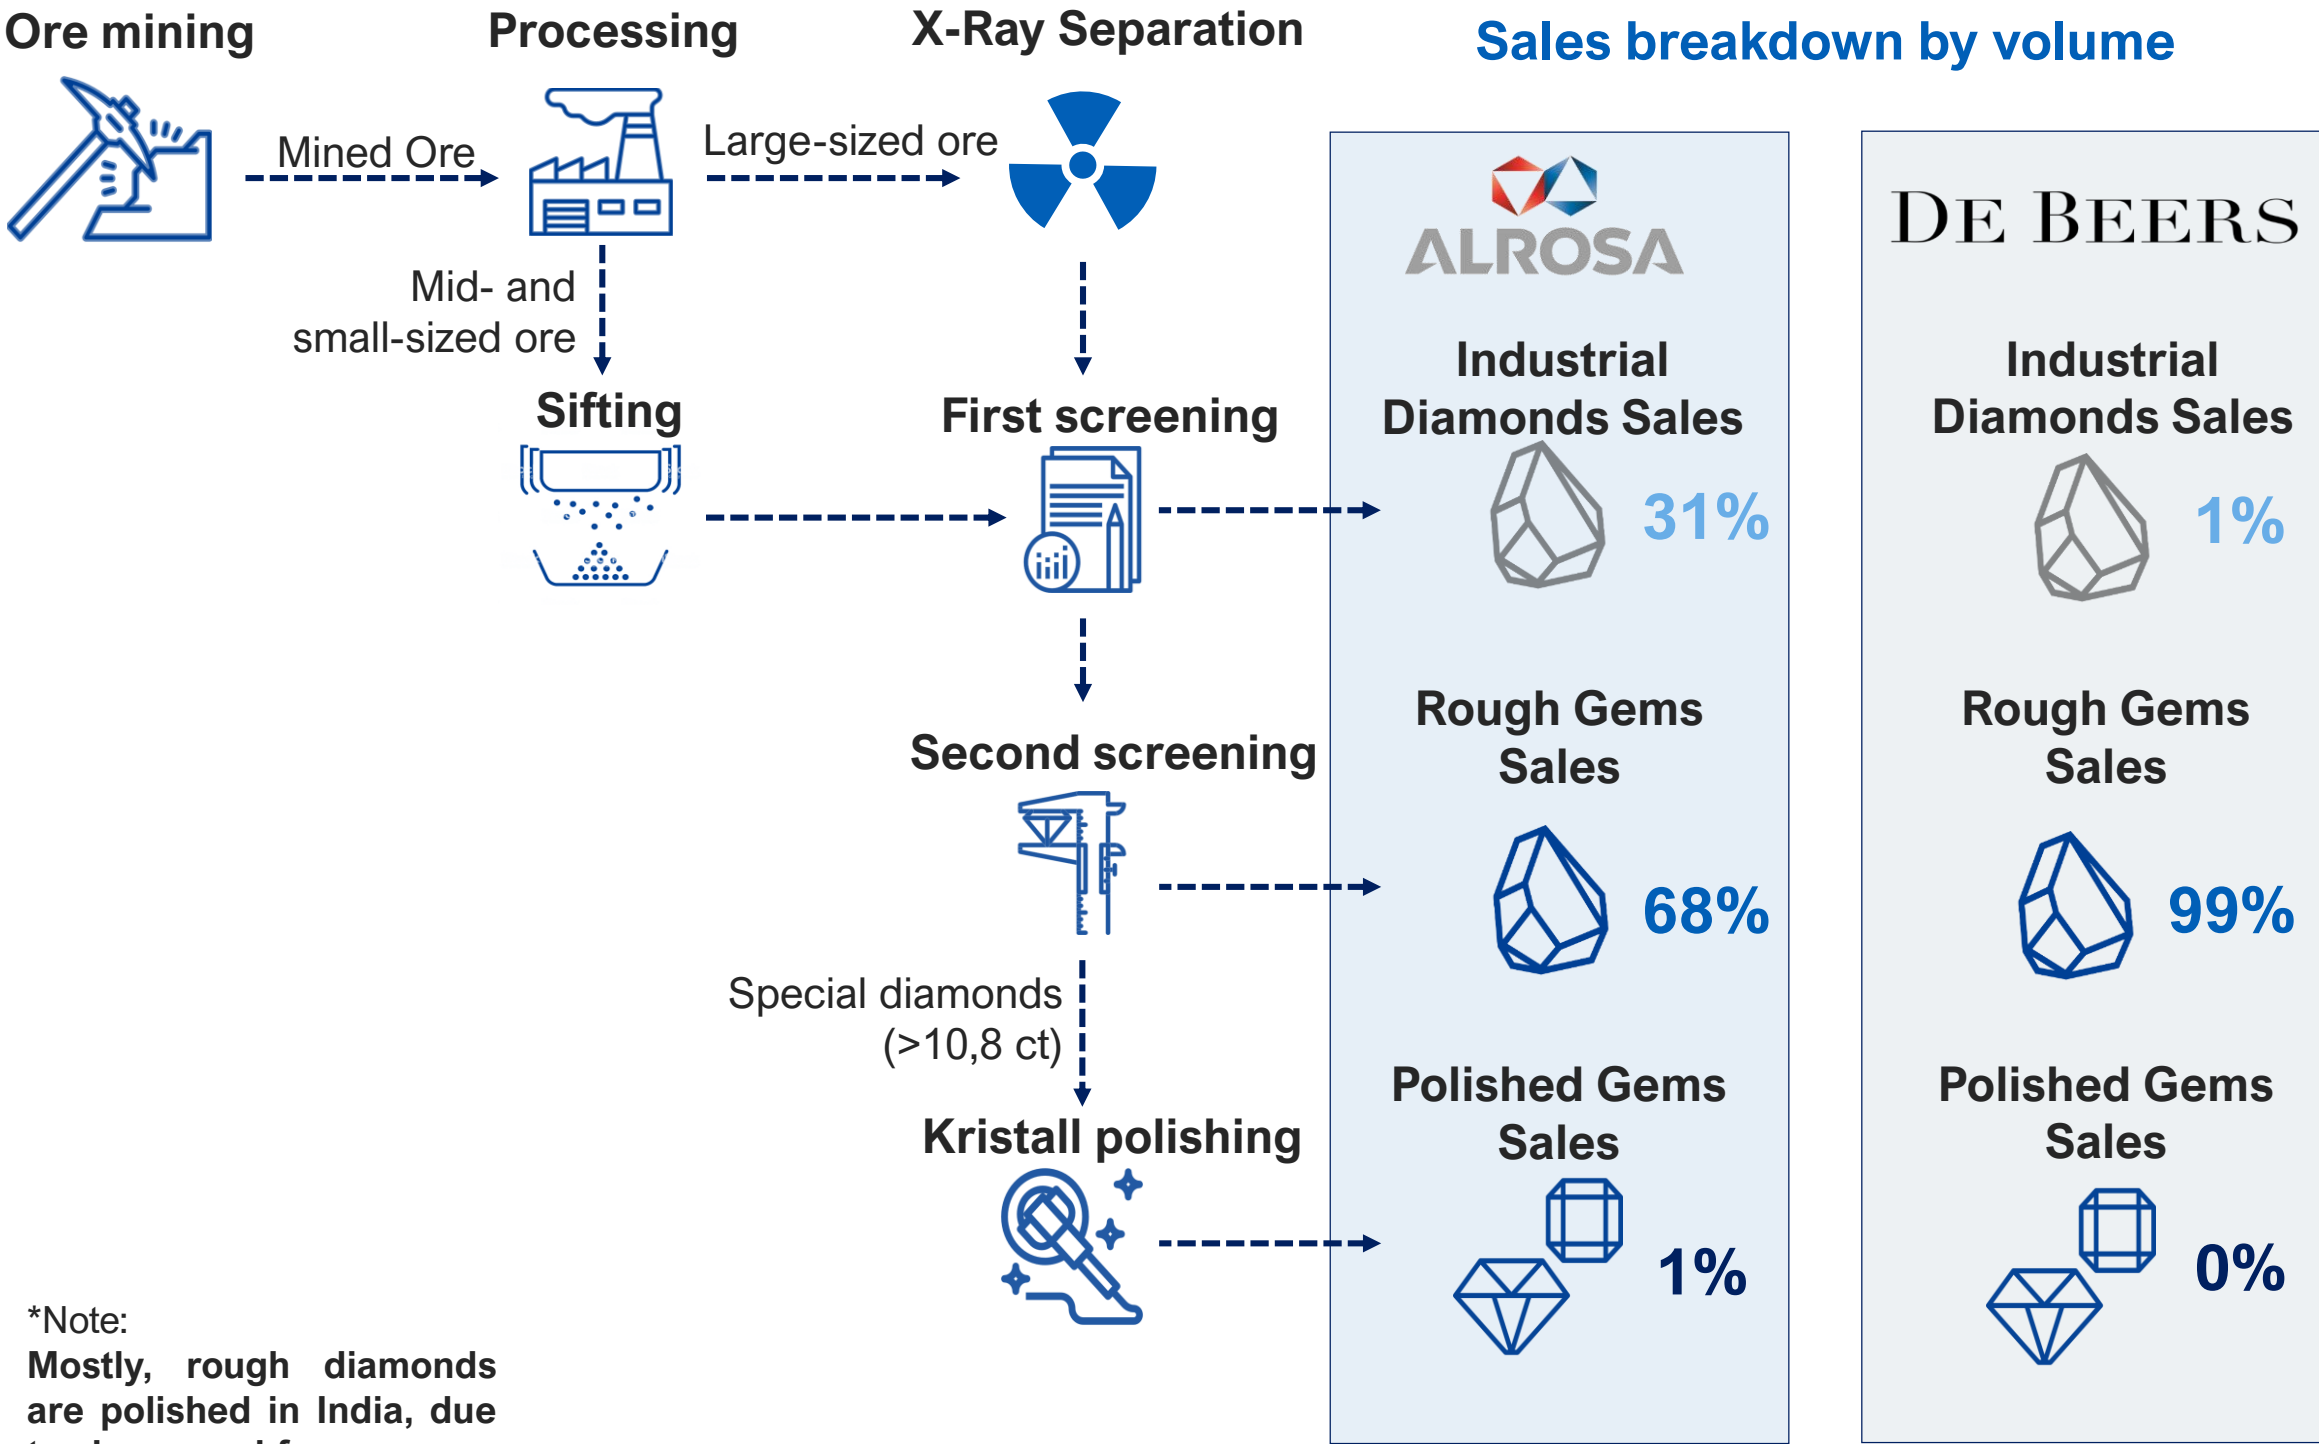 Ore mining
Processing
X-Ray Separation
Sales breakdown by volume
Mined Ore
Large-sized ore
ALROSA
DE BEERS
Mid- and
small-sized ore
Sifting
First screening
Industrial
Diamonds Sales
31%
Industrial
Diamonds Sales
1%
Second screening
Rough Gems
Sales
68%
Rough Gems
Sales
99%
Special diamonds
(>10,8 ct)
Kristall polishing
Polished Gems
Sales
1%
Polished Gems
Sales
0%
*Note:
Mostly, rough diamonds
are polished in India, due